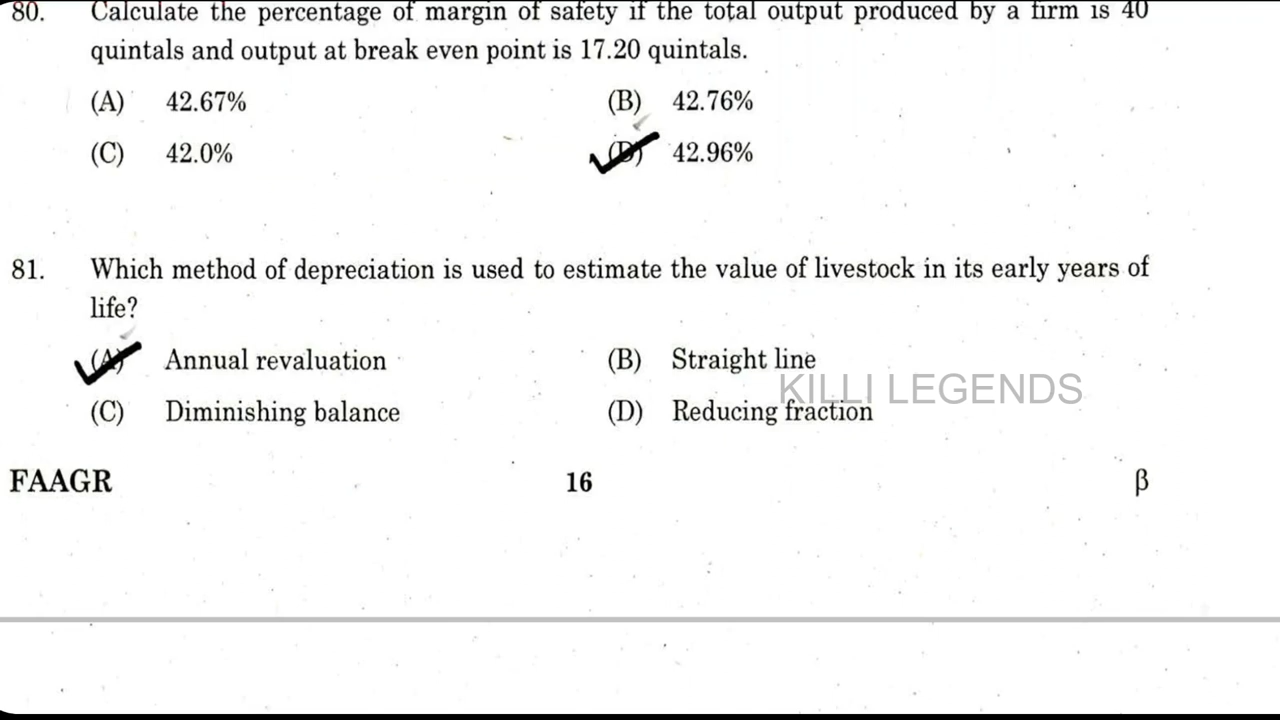 80. Calculate the percentage of margin of safety if the total output produced by a firm is 40
quintals and output at break even point is 17.20 quintals.
(A) 42.67% (B) 42.76%
(C) 42.0% (D) 42.96%
81. Which method of depreciation is used to estimate the value of livestock in its early years of
life?
(A) Annual revaluation (B) Straight line
KILLI LEGENDS
(C) Diminishing balance (D) Reducing fraction
FAAGR 16 β